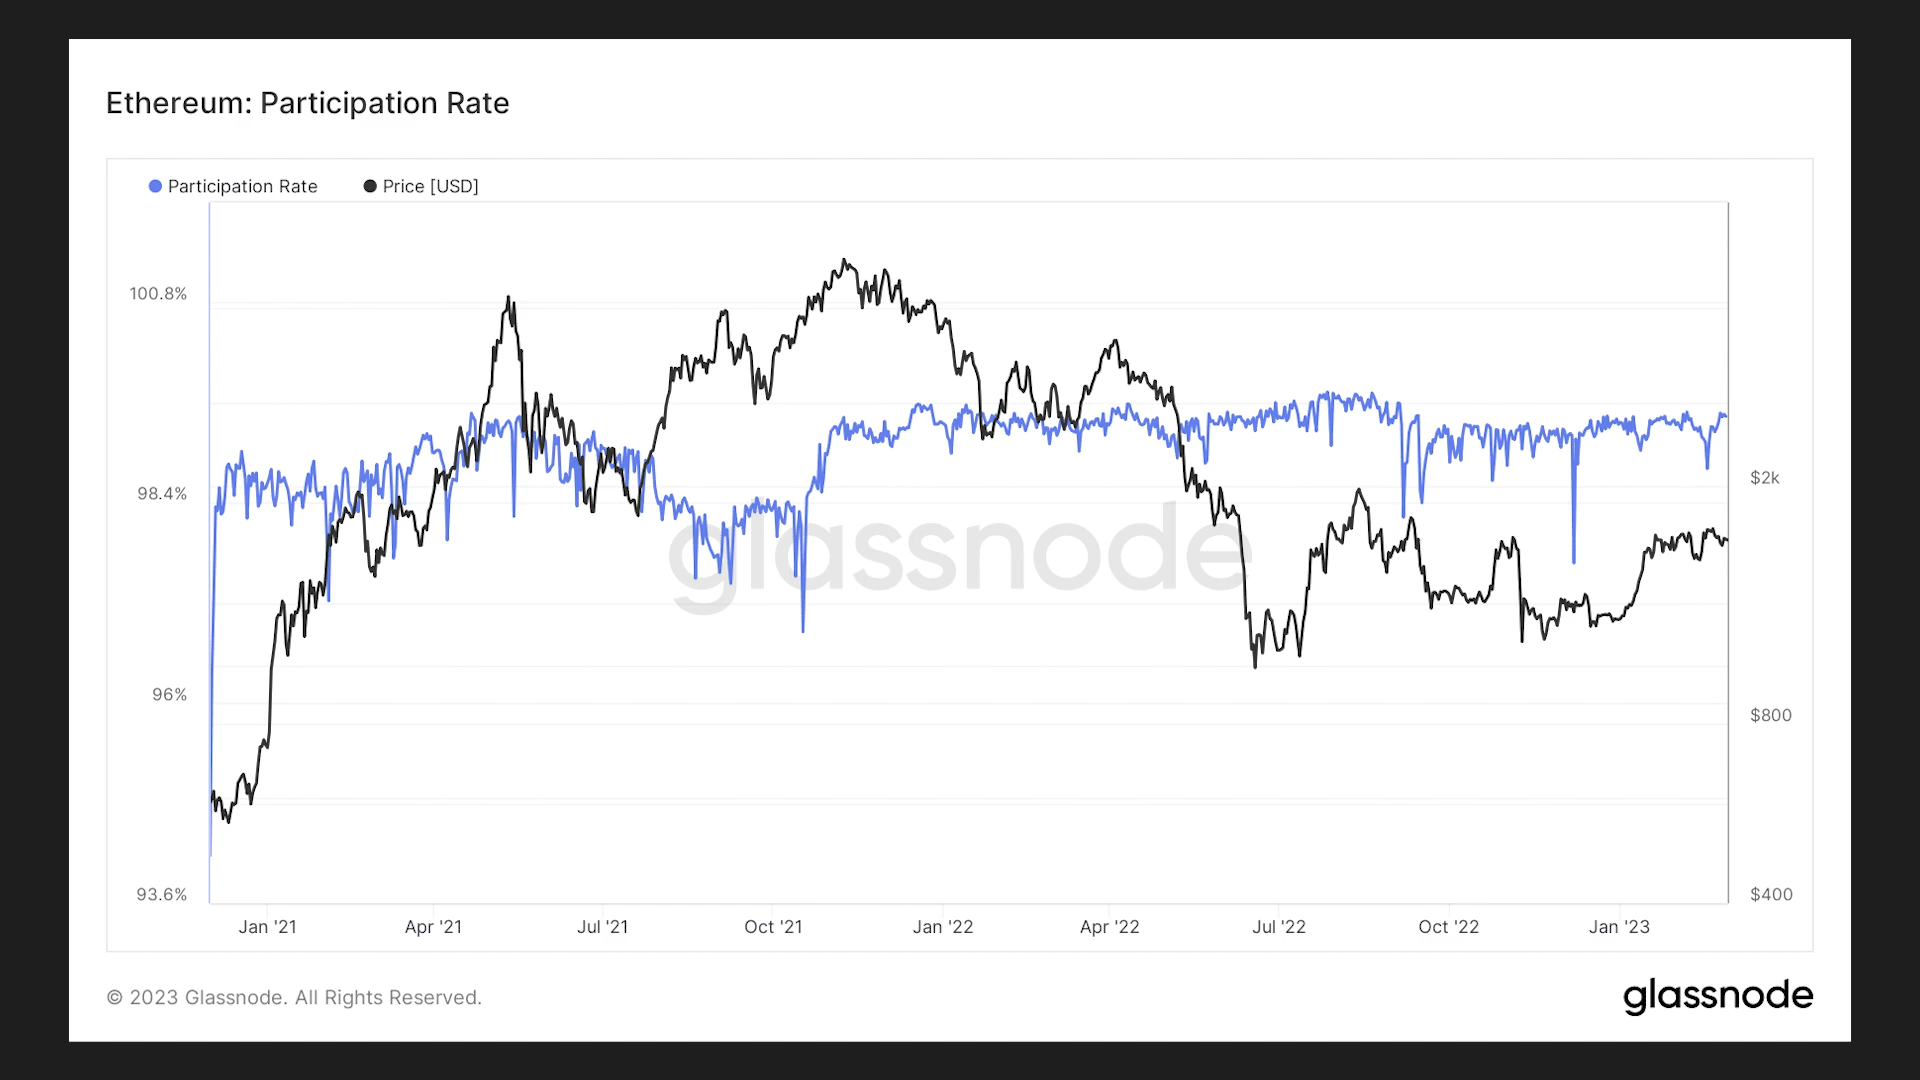 Ethereum: Participation Rate
Participation Rate Price [USD]
100.8%
98.4%
96%
93.6%
$2k
$800
$400
glassnode
Jan '21 Apr '21 Jul '21 Oct '21 Jan '22 Apr '22 Jul '22 Oct '22 Jan '23
© 2023 Glassnode. All Rights Reserved.
glassnode